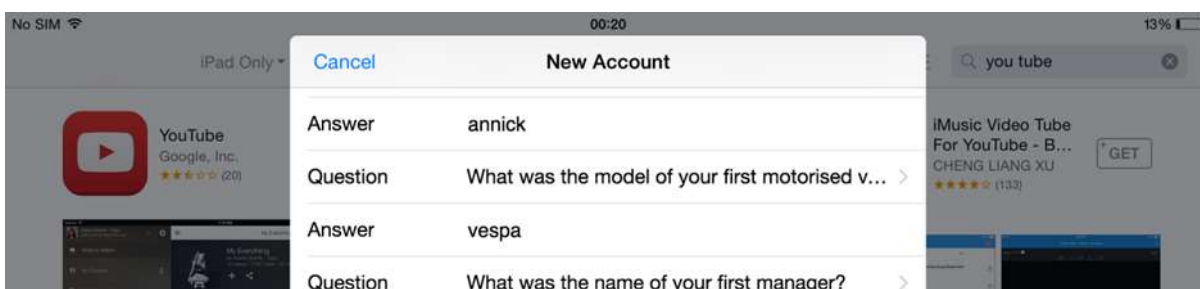 No SIM 00:20 13%
iPad Only Cancel New Account you tube
YouTube
Google, Inc.
(20)
Answer annick
Question What was the model of your first motorised v...
Answer vespa
Question What was the name of your first manager?
iMusic Video Tube
For YouTube - B...
CHENG LIANG XU
(133)
+ GET
My Everything